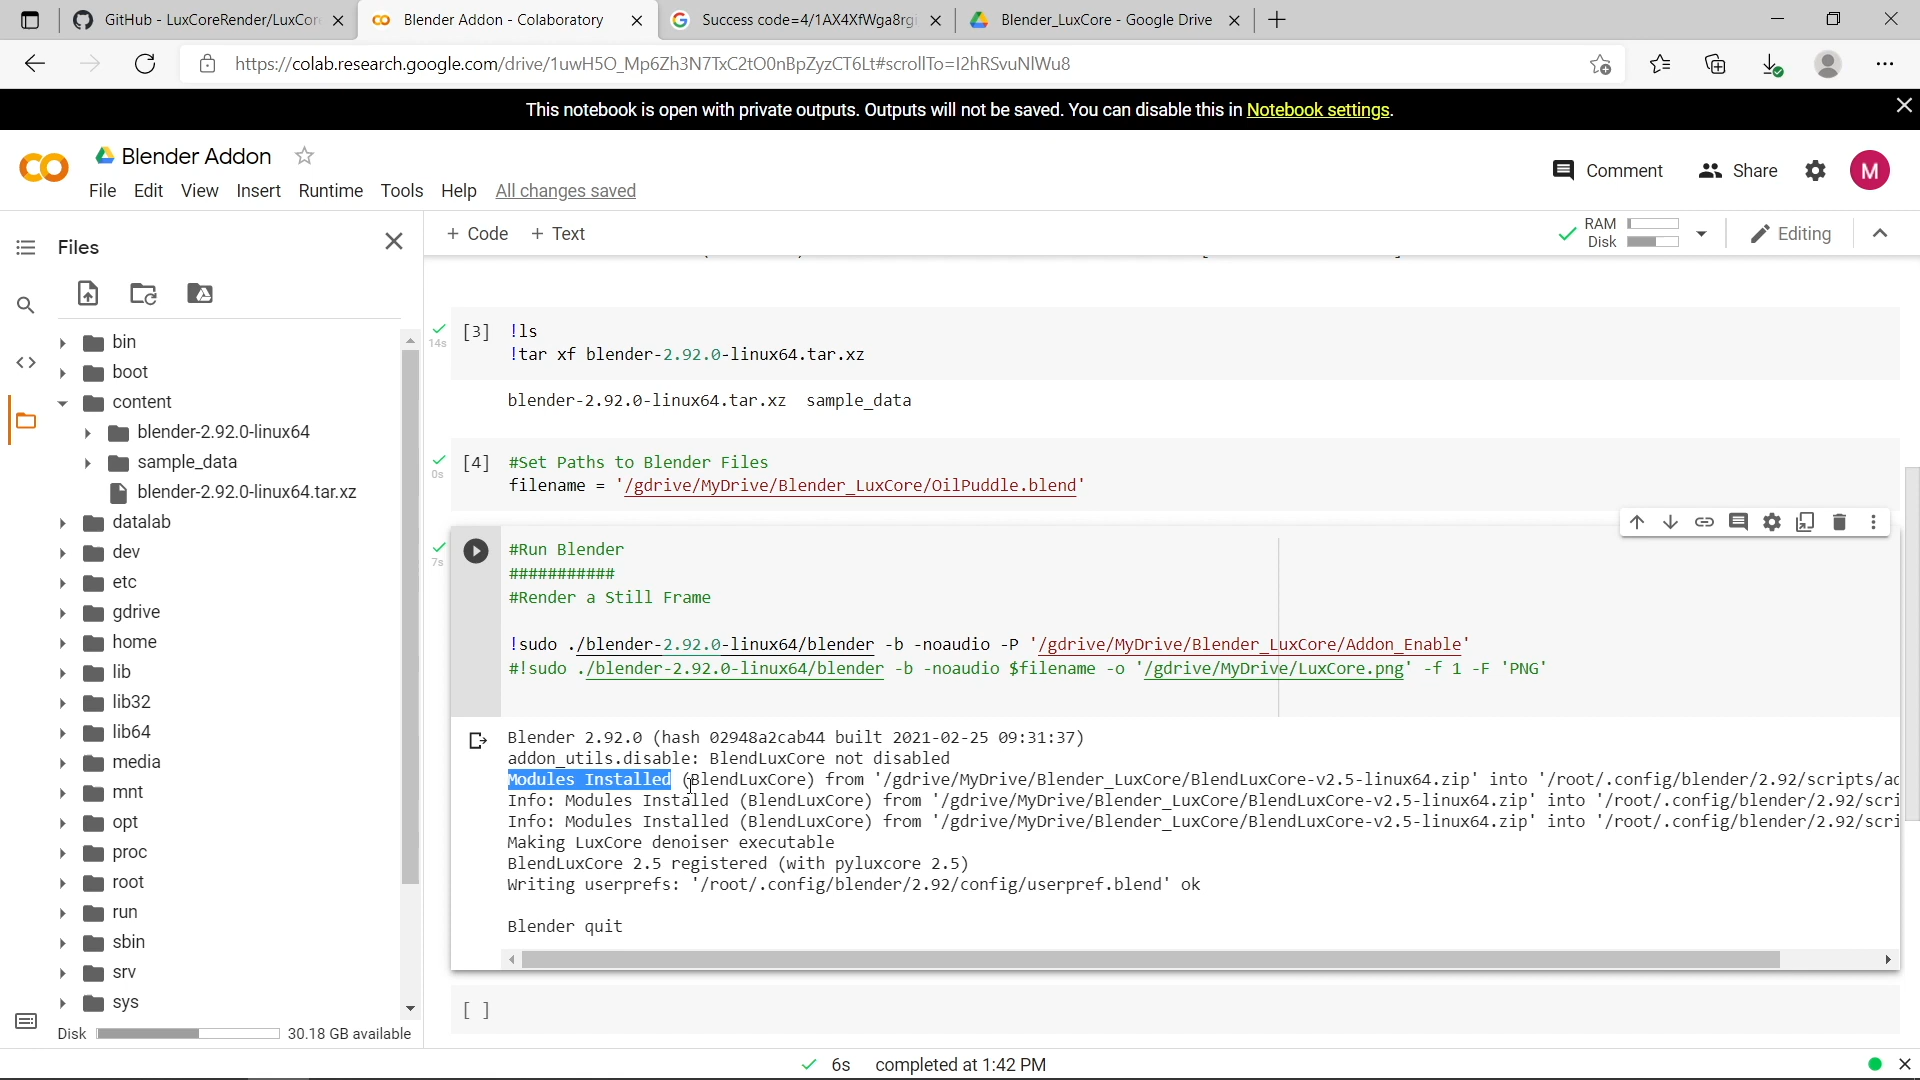 GitHub - LuxCoreRender/LuxCor
Blender Addon - Colaboratory
Success code=4/1AX4XfWga8rgi
Blender_LuxCore - Google Drive
https://colab.research.google.com/drive/1uwH5O_Mp6Zh3N7TxC2tO0nBpZyzCT6Lt#scrollTo=I2hRSvuNlWu8
This notebook is open with private outputs. Outputs will not be saved. You can disable this in Notebook settings.
Blender Addon
File Edit View Insert Runtime Tools Help All changes saved
Comment
Share
M
Files
+ Code + Text
RAM
Disk
Editing
bin
boot
content
blender-2.92.0-linux64
sample_data
blender-2.92.0-linux64.tar.xz
datalab
dev
etc
gdrive
home
lib
lib32
lib64
media
mnt
opt
proc
root
run
sbin
srv
sys
Disk 30.18 GB available
14s
[3] !ls
!tar xf blender-2.92.0-linux64.tar.xz
blender-2.92.0-linux64.tar.xz sample_data
0s
[4] #Set Paths to Blender Files
filename = '/gdrive/MyDrive/Blender_LuxCore/OilPuddle.blend'
7s
#Run Blender
###########
#Render a Still Frame
!sudo ./blender-2.92.0-linux64/blender -b -noaudio -P '/gdrive/MyDrive/Blender_LuxCore/Addon_Enable'
#!sudo ./blender-2.92.0-linux64/blender -b -noaudio $filename -o '/gdrive/MyDrive/LuxCore.png' -f 1 -F 'PNG'
Blender 2.92.0 (hash 02948a2cab44 built 2021-02-25 09:31:37)
addon_utils.disable: BlendLuxCore not disabled
Modules Installed (BlendLuxCore) from '/gdrive/MyDrive/Blender_LuxCore/BlendLuxCore-v2.5-linux64.zip' into '/root/.config/blender/2.92/scripts/ad
Info: Modules Installed (BlendLuxCore) from '/gdrive/MyDrive/Blender_LuxCore/BlendLuxCore-v2.5-linux64.zip' into '/root/.config/blender/2.92/scri
Info: Modules Installed (BlendLuxCore) from '/gdrive/MyDrive/Blender_LuxCore/BlendLuxCore-v2.5-linux64.zip' into '/root/.config/blender/2.92/scri
Making LuxCore denoiser executable
BlendLuxCore 2.5 registered (with pyluxcore 2.5)
Writing userprefs: '/root/.config/blender/2.92/config/userpref.blend' ok
Blender quit
[ ]
6s completed at 1:42 PM